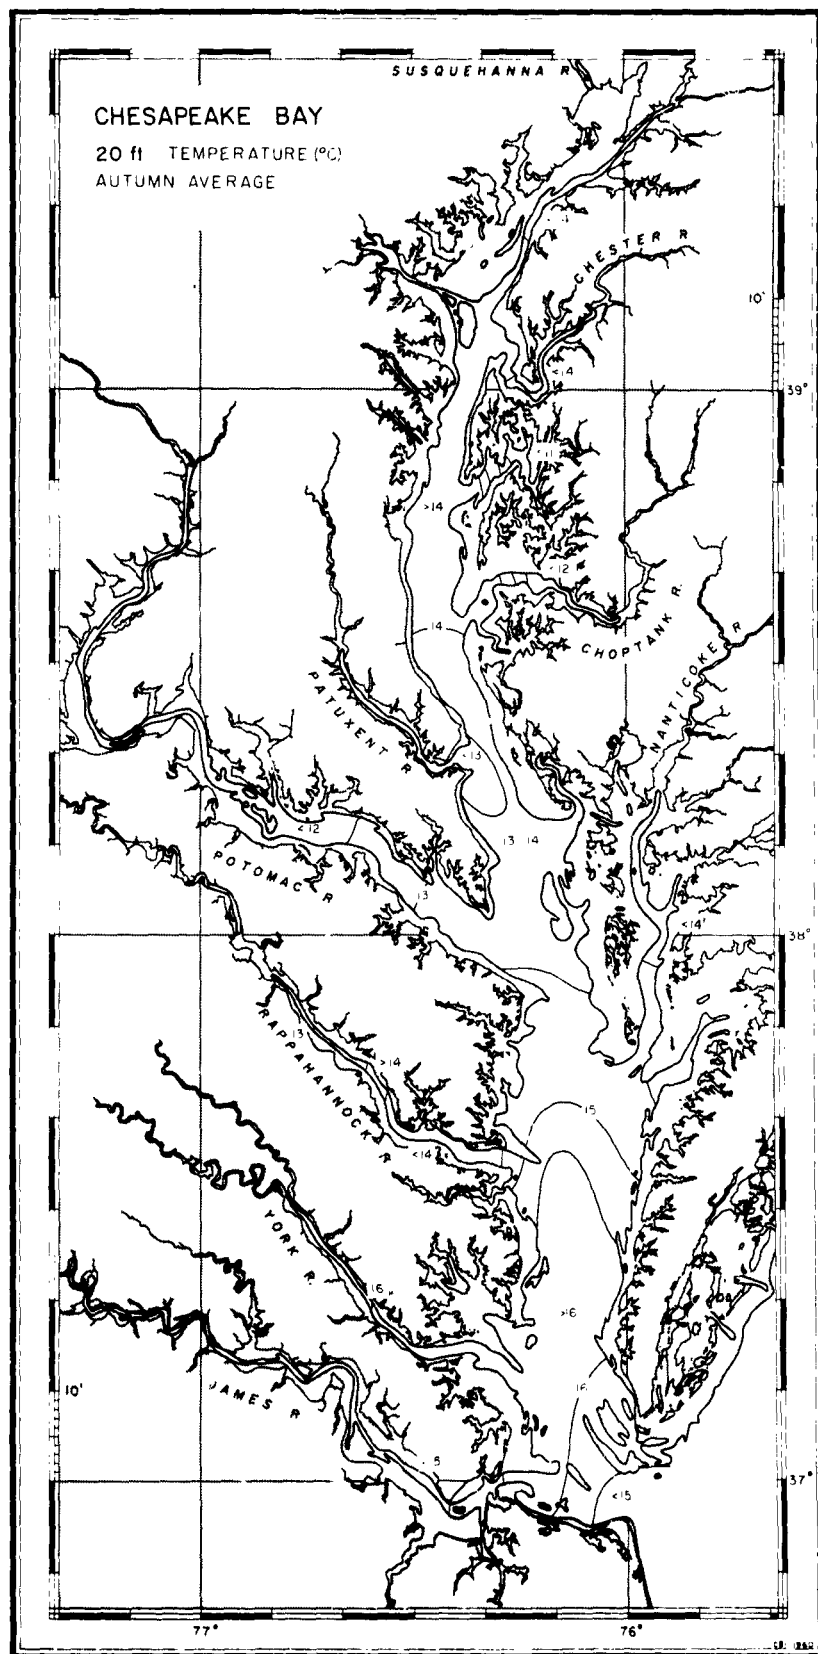 SUSQUEHANNA R
CHESAPEAKE BAY
20 ft TEMPERATURE (°C)
AUTUMN AVERAGE
CHESTER R
10'
<14
39°
>14
<12
14
CHOPTANK R.
NANTICOKE R
PATUXENT R
<13
<12
13 14
POTOMAC R
13
<14
38°
RAPPAHANNOCK R
13
>14
15
<14
YORK R.
16
>16
16
10'
JAMES R
37°
<15
77°
76°